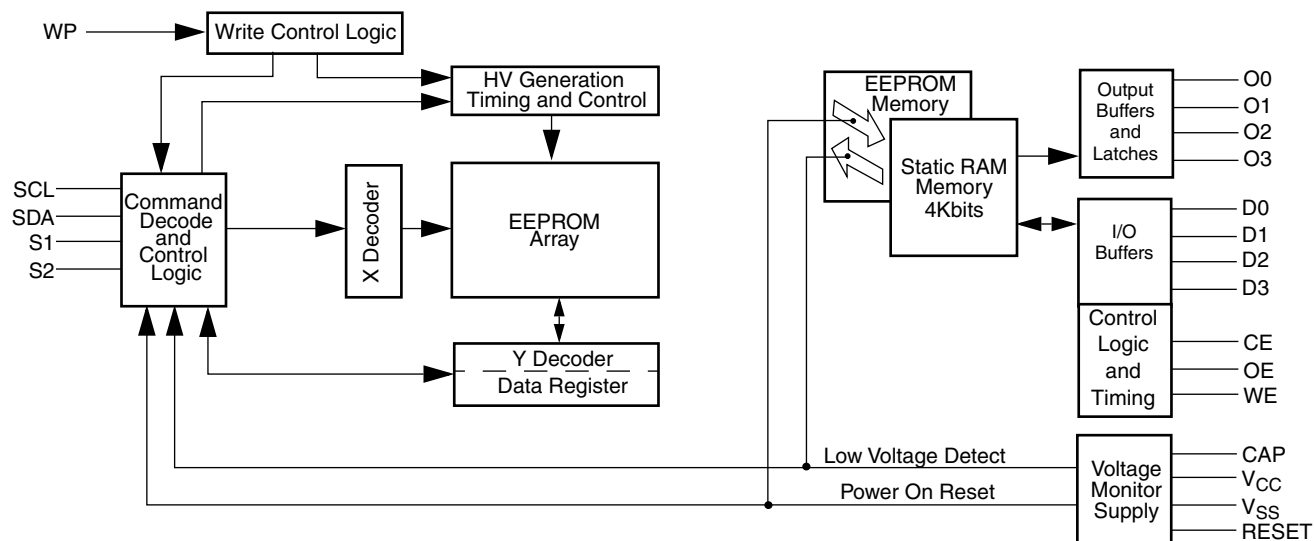 WP
Write Control Logic
HV Generation
Timing and Control
SCL
SDA
S1
S2
Command
Decode
and
Control
Logic
X Decoder
EEPROM
Array
Y Decoder
Data Register
EEPROM
Memory
Static RAM
Memory
4Kbits
Output
Buffers
and
Latches
O0
O1
O2
O3
I/O
Buffers
D0
D1
D2
D3
Control
Logic
and
Timing
CE
OE
WE
Low Voltage Detect
Power On Reset
Voltage
Monitor
Supply
CAP
VCC
VSS
RESET